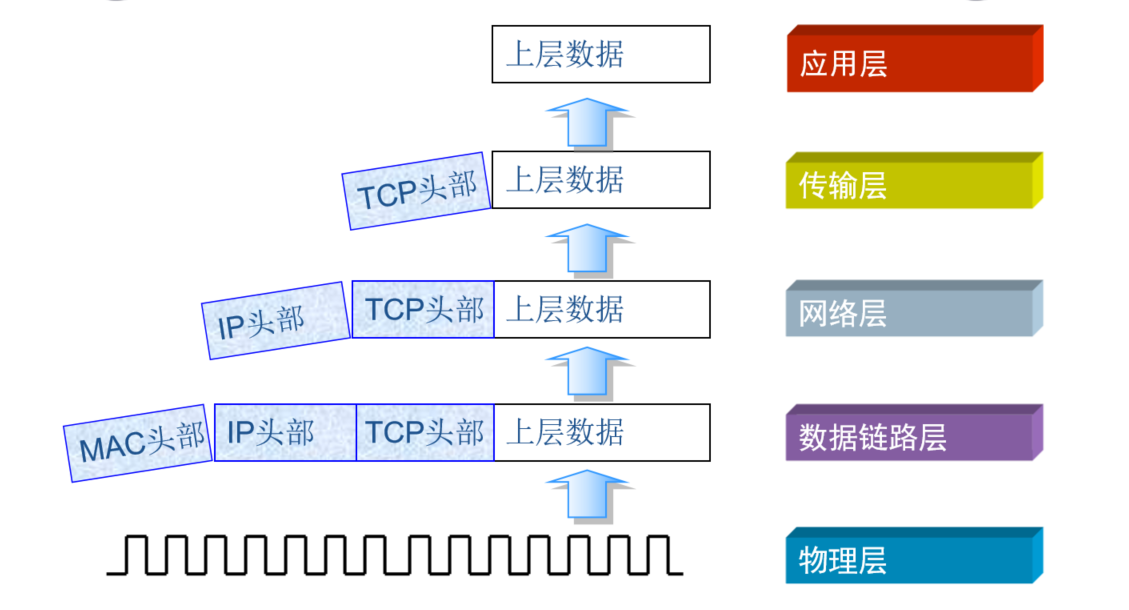 上层数据
应用层
TCP头部 上层数据
传输层
IP头部 TCP头部 上层数据
网络层
MAC头部 IP头部 TCP头部 上层数据
数据链路层
物理层